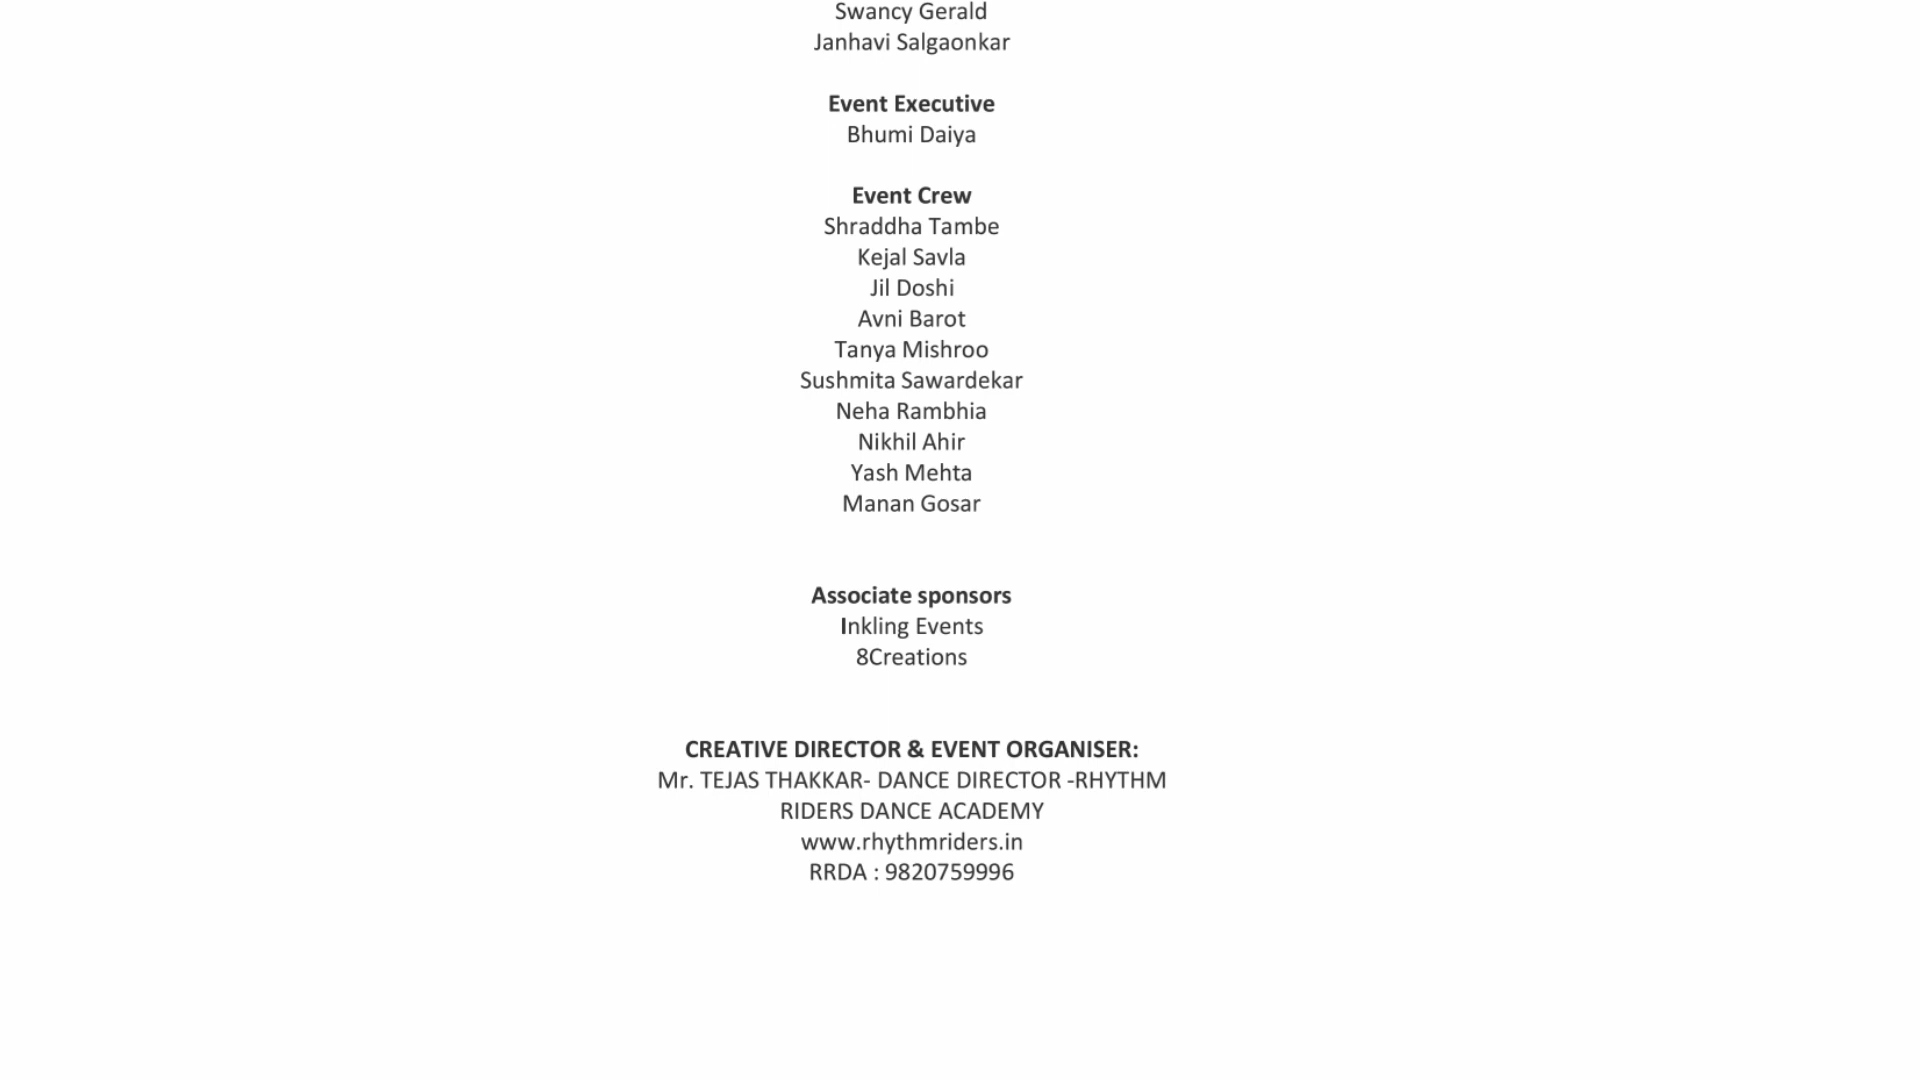 Swancy Gerald
Janhavi Salgaonkar
Event Executive
Bhumi Daiya
Event Crew
Shraddha Tambe
Kejal Savla
Jil Doshi
Avni Barot
Tanya Mishroo
Sushmita Sawardekar
Neha Rambhia
Nikhil Ahir
Yash Mehta
Manan Gosar
Associate sponsors
Inkling Events
8Creations
CREATIVE DIRECTOR & EVENT ORGANISER:
Mr. TEJAS THAKKAR- DANCE DIRECTOR -RHYTHM
RIDERS DANCE ACADEMY
www.rhythmriders.in
RRDA : 9820759996